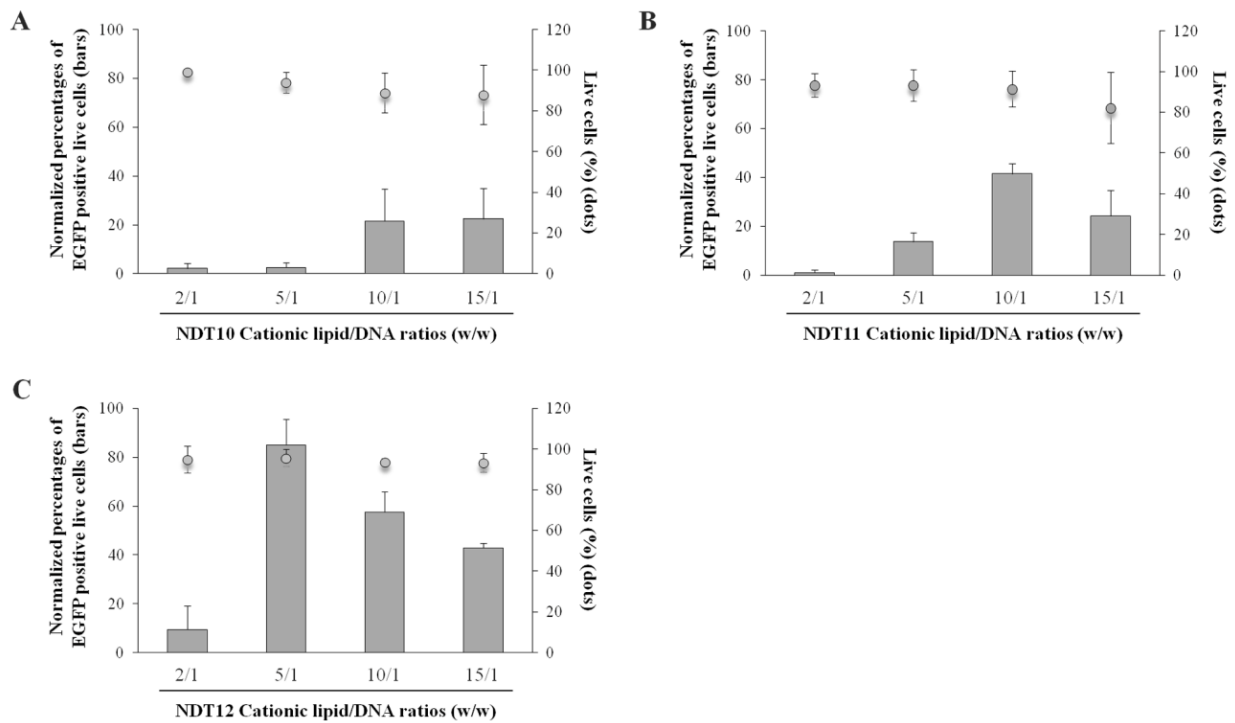 A
Normalized percentages of
EGFP positive live cells (bars)
100
80
60
40
20
0
120
100
80
60
40
20
0
Live cells (%) (dots)
2/1 5/1 10/1 15/1
NDT10 Cationic lipid/DNA ratios (w/w)
B
Normalized percentages of
EGFP positive live cells (bars)
100
80
60
40
20
0
120
100
80
60
40
20
0
Live cells (%) (dots)
2/1 5/1 10/1 15/1
NDT11 Cationic lipid/DNA ratios (w/w)
C
Normalized percentages of
EGFP positive live cells (bars)
100
80
60
40
20
0
120
100
80
60
40
20
0
Live cells (%) (dots)
2/1 5/1 10/1 15/1
NDT12 Cationic lipid/DNA ratios (w/w)